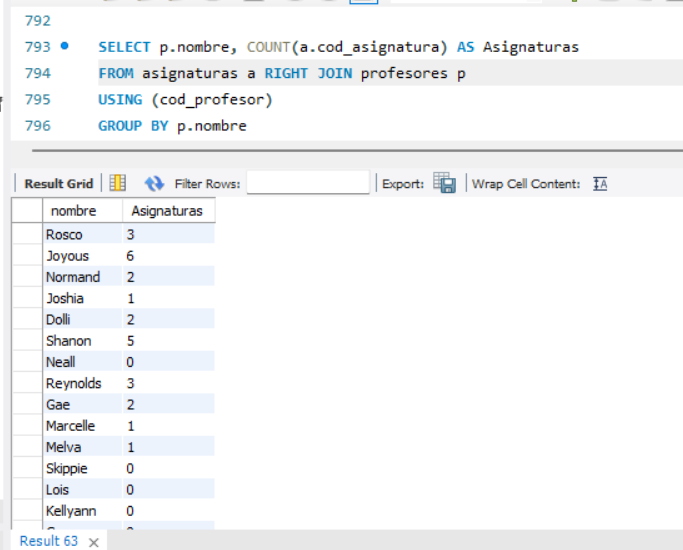 792
793 SELECT p.nombre, COUNT(a.cod_asignatura) AS Asignaturas
794 FROM asignaturas a RIGHT JOIN profesores p
795 USING (cod_profesor)
796 GROUP BY p.nombre
Result Grid Filter Rows: Export: Wrap Cell Content:
nombre Asignaturas
Rosco 3
Joyous 6
Normand 2
Joshia 1
Dolli 2
Shanon 5
Neall 0
Reynolds 3
Gae 2
Marcelle 1
Melva 1
Skippie 0
Lois 0
Kellyann 0
Result 63